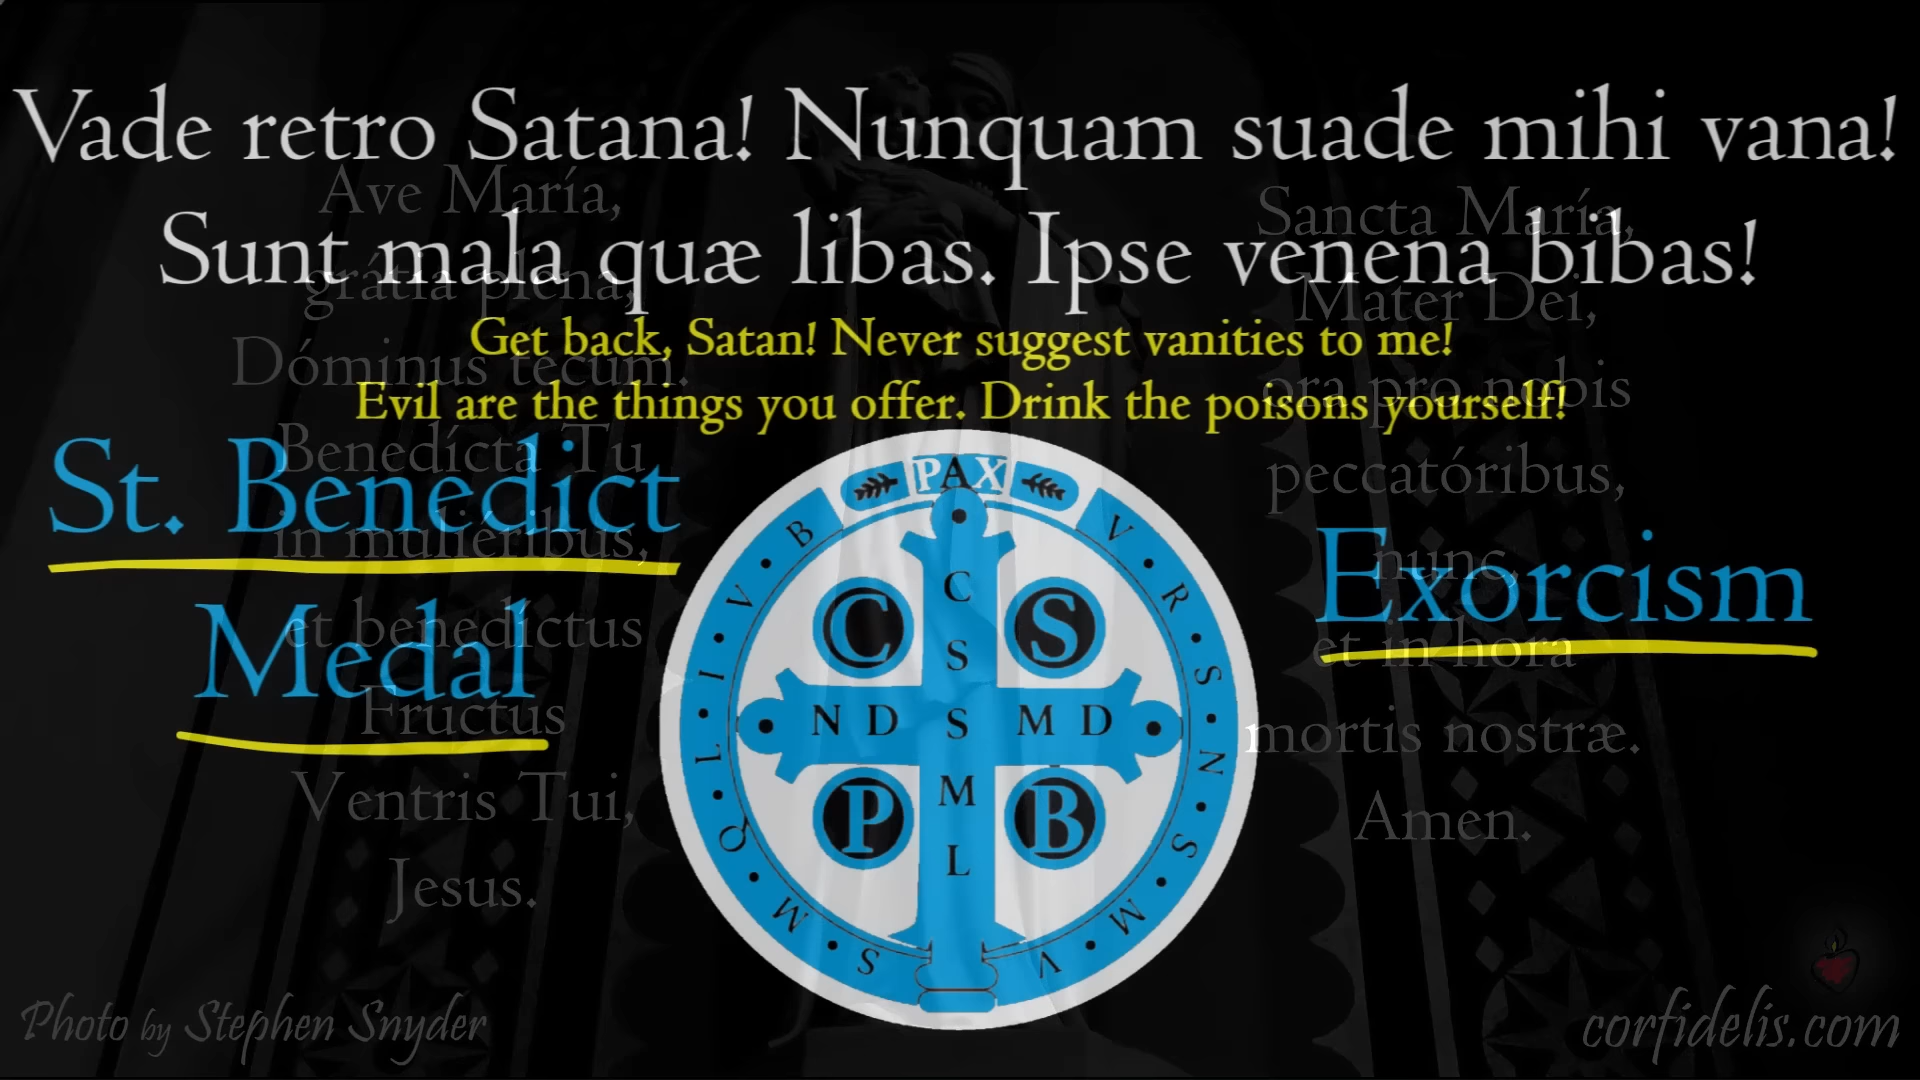 Vade retro Satana! Nunquam suade mihi vana!
Sunt mala quæ libas. Ipse venena bibas!
Get back, Satan! Never suggest vanities to me!
Evil are the things you offer. Drink the poisons yourself!
St. Benedict
Medal
Exorcism
Ave María,
grátia plena,
Dóminus tecum.
Benedícta Tu
in muliéribus,
et benedíctus
Fructus
Ventris Tui,
Jesus.
Sancta María,
Mater Dei,
ora pro nobis
peccatóribus,
nunc,
et in hora
mortis nostræ.
Amen.
PAX
V · R · S · N · S · M · V
S · M · Q · L · I · V · B
C S
P B
C
S
N D S M D
M
L
Photo by Stephen Snyder
corfidelis.com